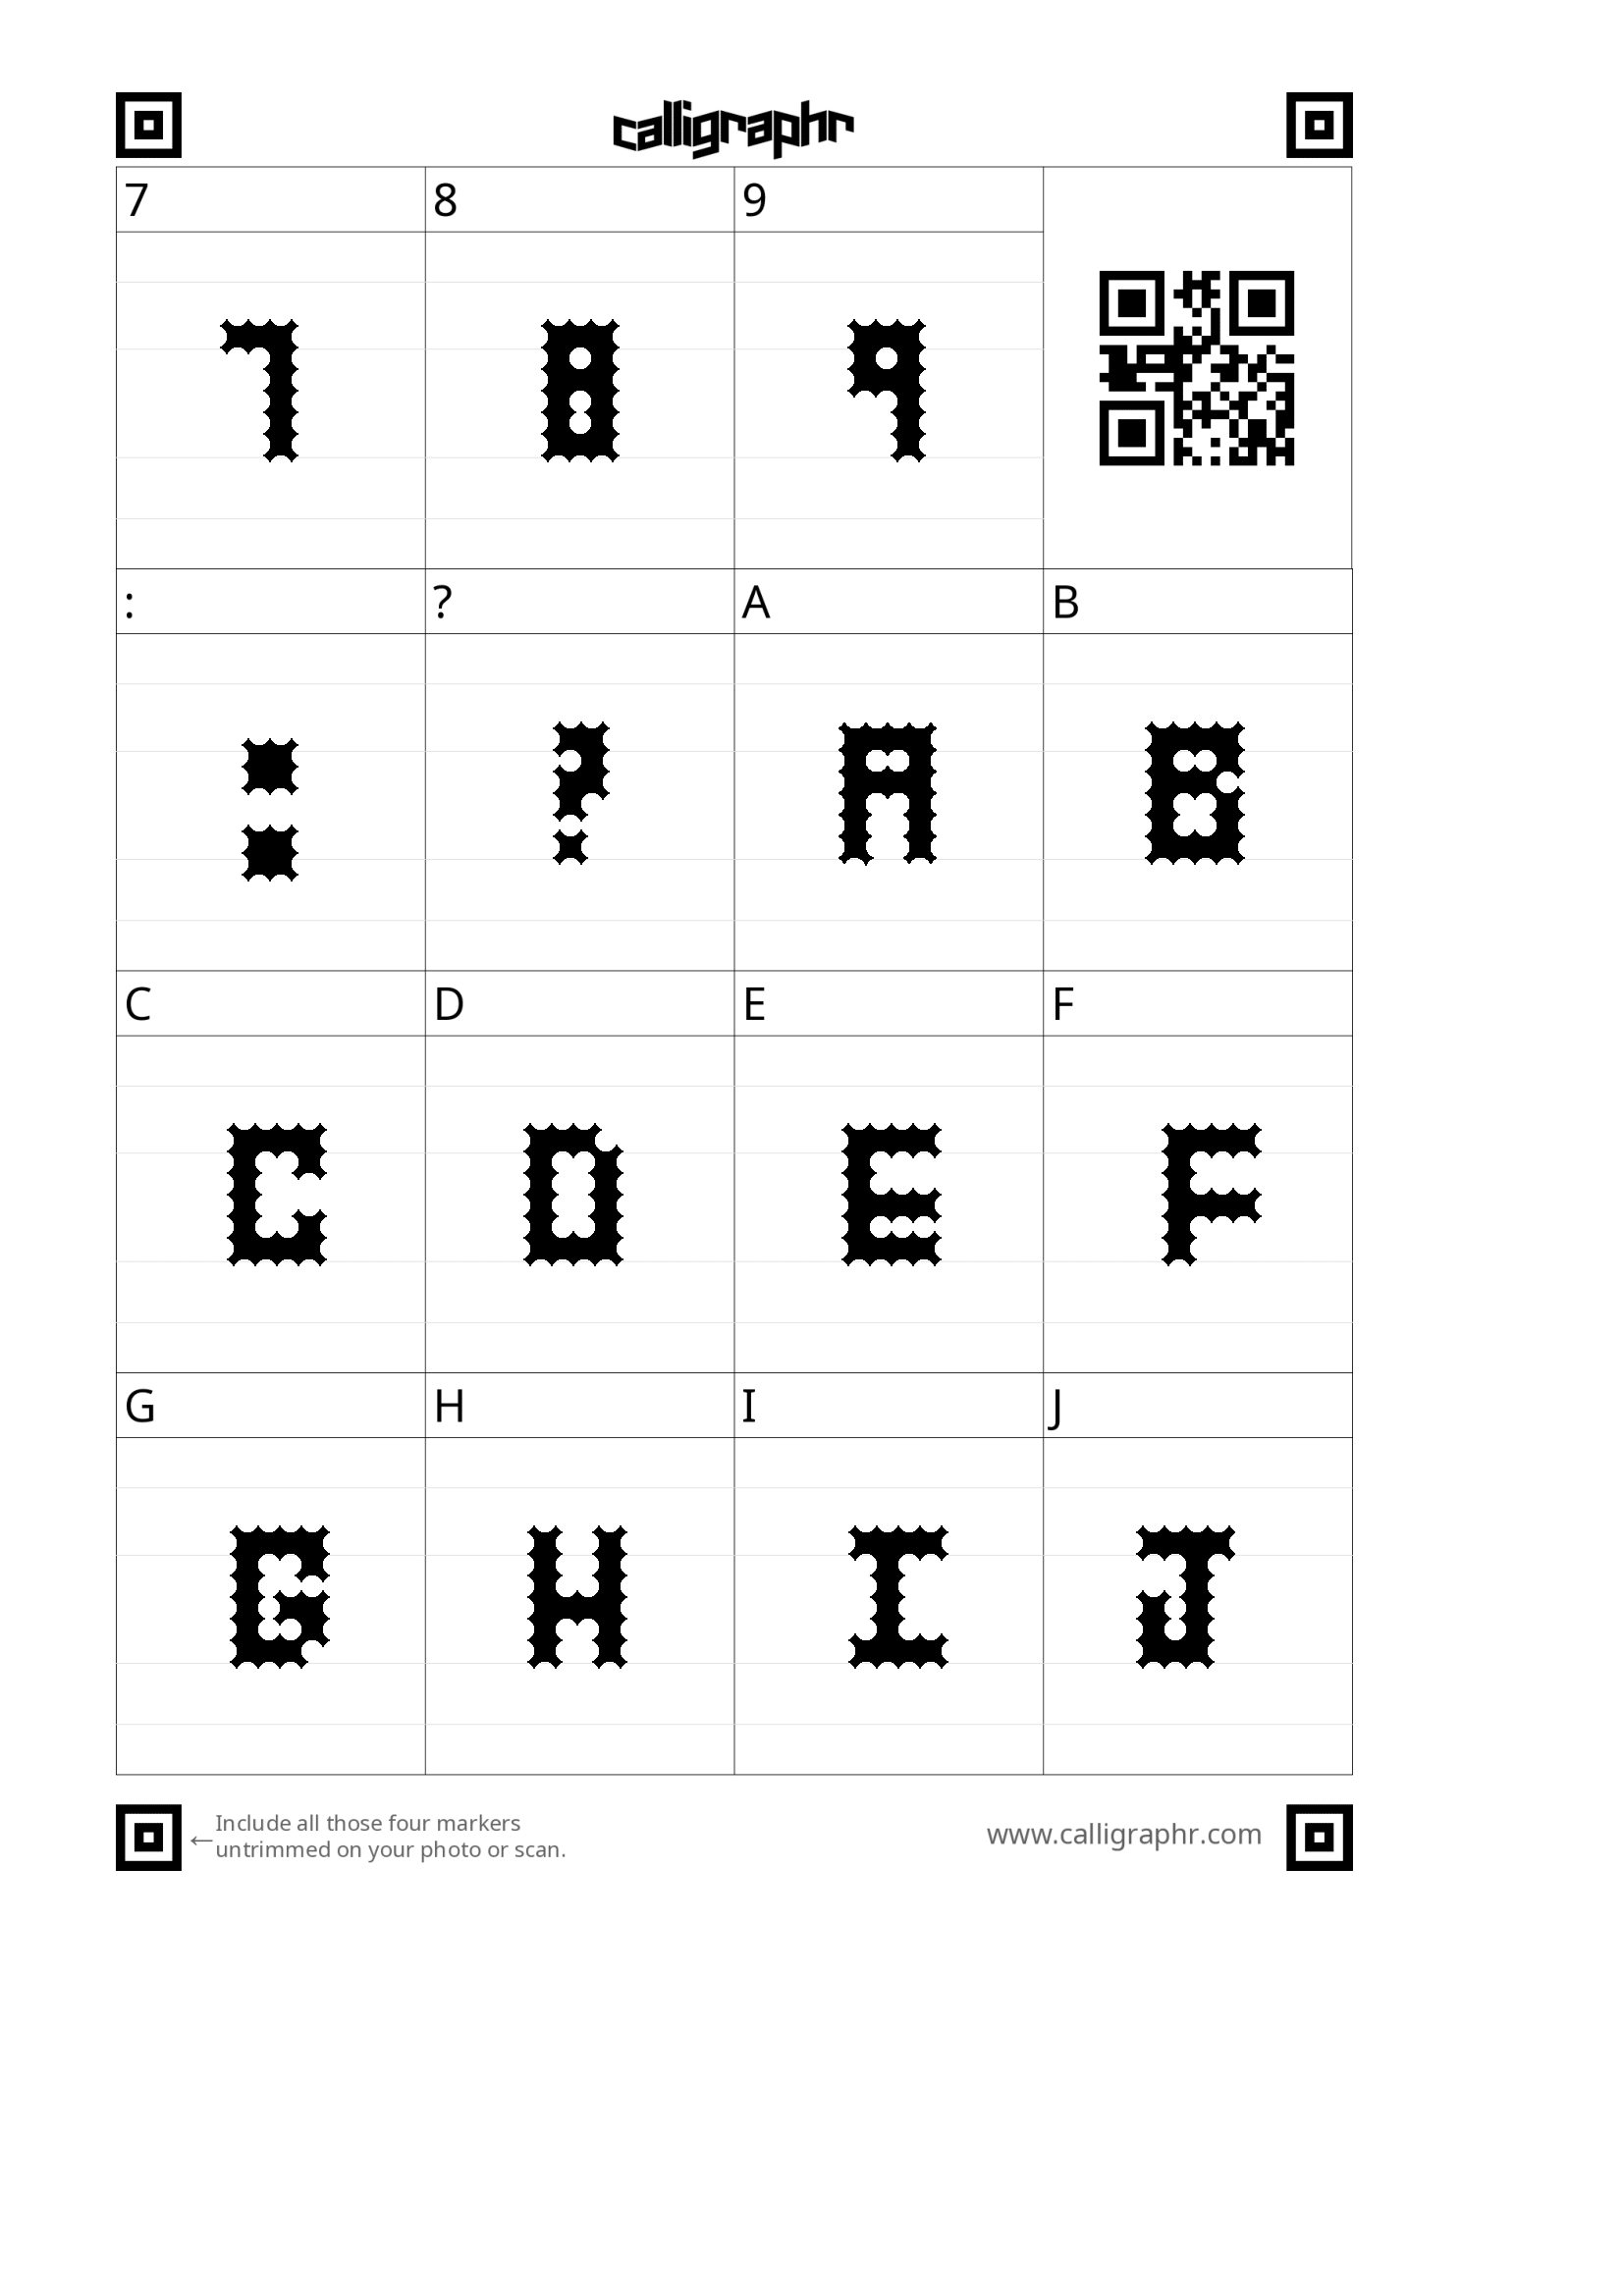 calligraphr
7 8 9
7 8 9
: ? A B
: ? A B
C D E F
C D E F
G H I J
G H I J
←Include all those four markers
untrimmed on your photo or scan.
www.calligraphr.com